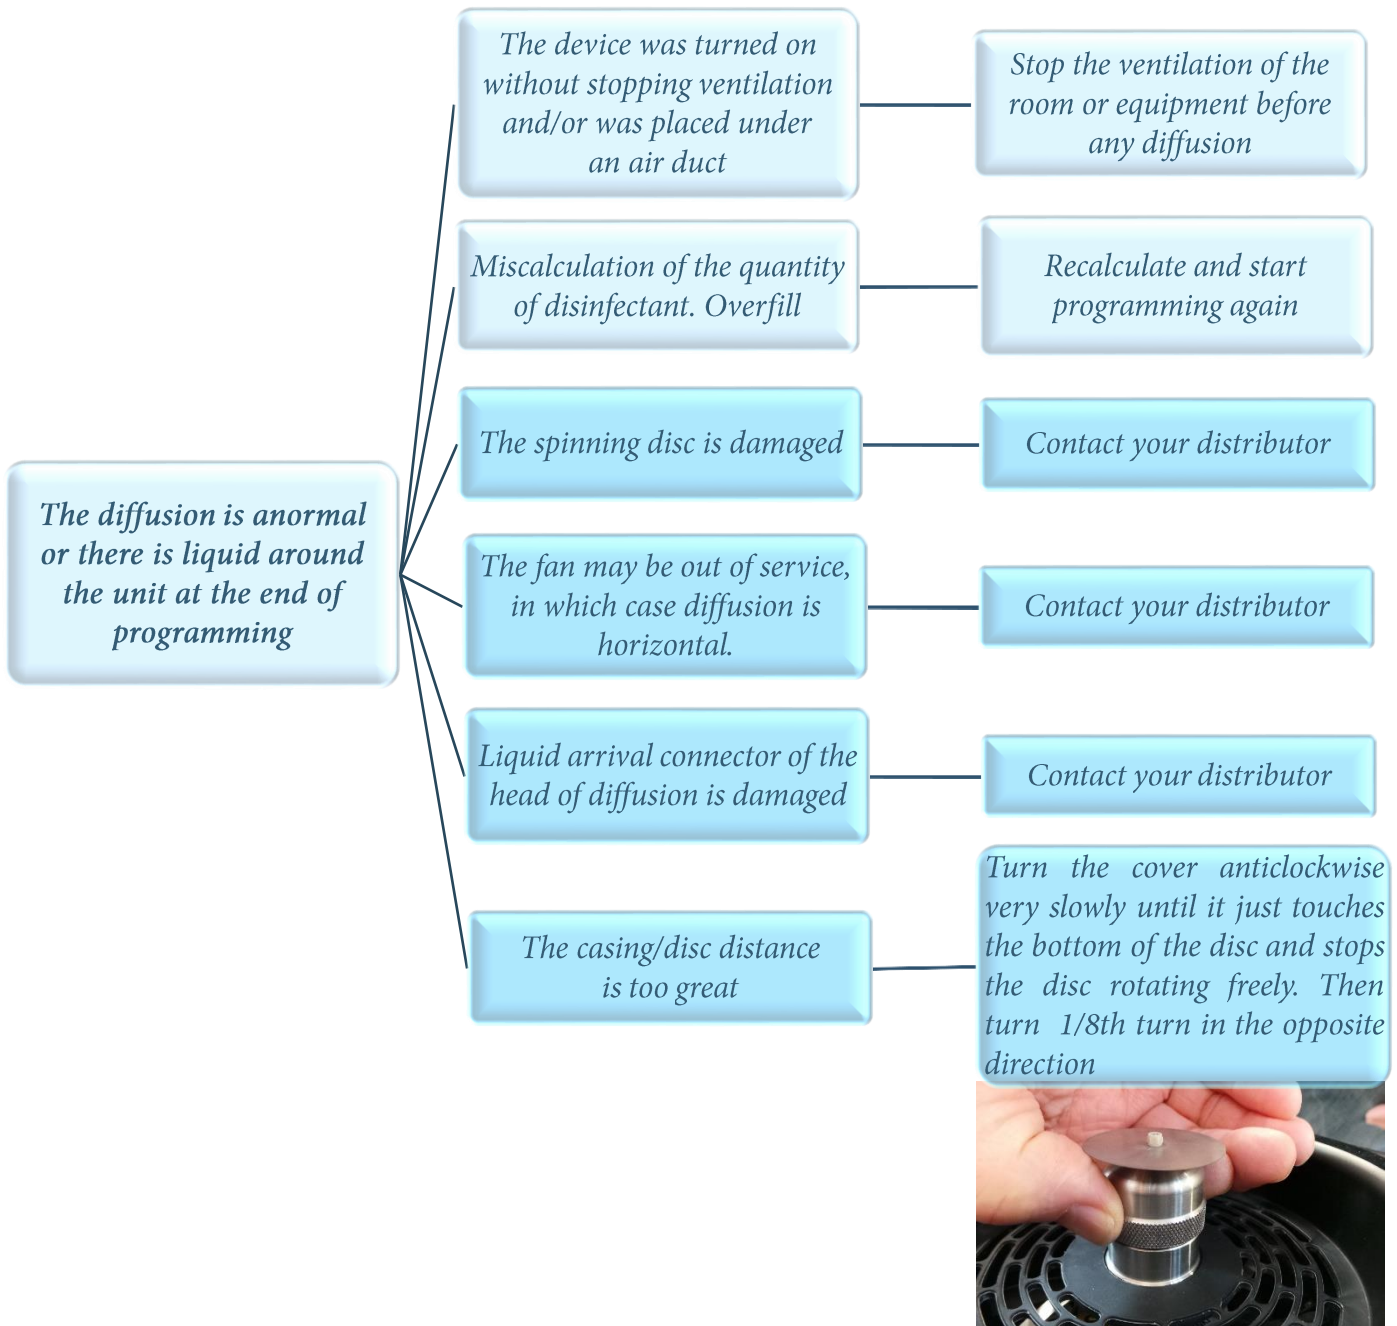 The diffusion is anormal
or there is liquid around
the unit at the end of
programming
The device was turned on
without stopping ventilation
and/or was placed under
an air duct
Stop the ventilation of the
room or equipment before
any diffusion
Miscalculation of the quantity
of disinfectant. Overfill
Recalculate and start
programming again
The spinning disc is damaged
Contact your distributor
The fan may be out of service,
in which case diffusion is
horizontal.
Contact your distributor
Liquid arrival connector of the
head of diffusion is damaged
Contact your distributor
The casing/disc distance
is too great
Turn the cover anticlockwise
very slowly until it just touches
the bottom of the disc and stops
the disc rotating freely. Then
turn 1/8th turn in the opposite
direction